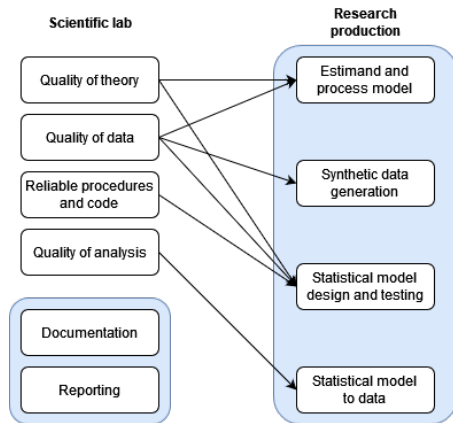 Scientific lab
Quality of theory
Quality of data
Reliable procedures
and code
Quality of analysis
Documentation
Reporting
Research
production
Estimand and
process model
Synthetic data
generation
Statistical model
design and testing
Statistical model
to data